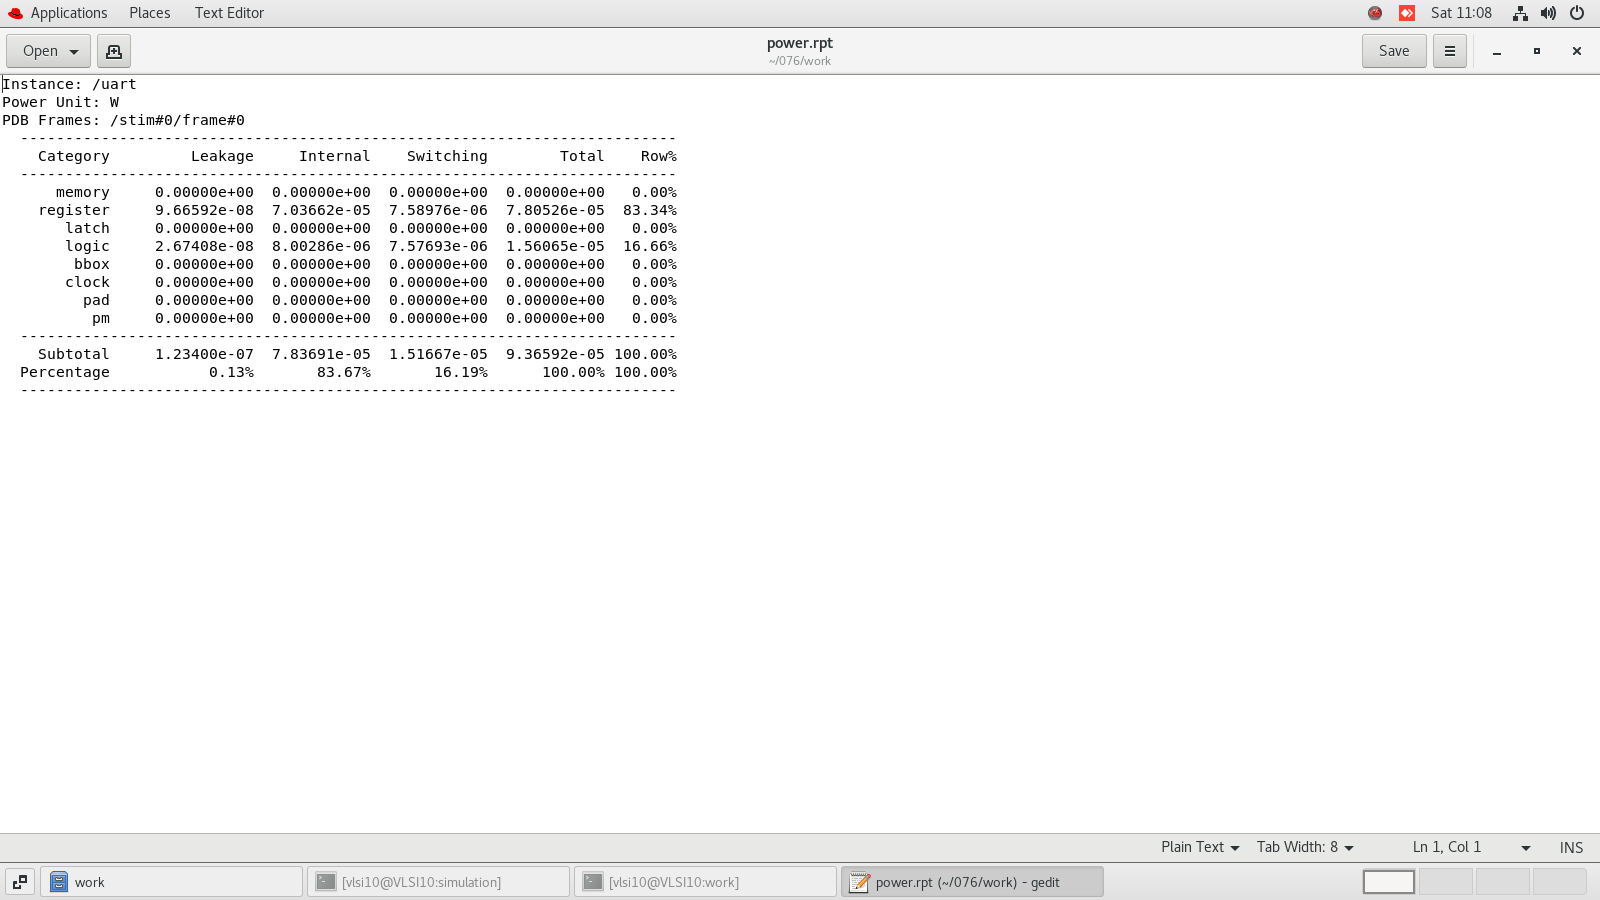 Applications Places Text Editor Sat 11:08
Open power.rpt Save
~/076/work
Instance: /uart
Power Unit: W
PDB Frames: /stim#0/frame#0
-------------------------------------------------------------------------
Category Leakage Internal Switching Total Row%
-------------------------------------------------------------------------
memory 0.00000e+00 0.00000e+00 0.00000e+00 0.00000e+00 0.00%
register 9.66592e-08 7.03662e-05 7.58976e-06 7.80526e-05 83.34%
latch 0.00000e+00 0.00000e+00 0.00000e+00 0.00000e+00 0.00%
logic 2.67408e-08 8.00286e-06 7.57693e-06 1.56065e-05 16.66%
bbox 0.00000e+00 0.00000e+00 0.00000e+00 0.00000e+00 0.00%
clock 0.00000e+00 0.00000e+00 0.00000e+00 0.00000e+00 0.00%
pad 0.00000e+00 0.00000e+00 0.00000e+00 0.00000e+00 0.00%
pm 0.00000e+00 0.00000e+00 0.00000e+00 0.00000e+00 0.00%
-------------------------------------------------------------------------
Subtotal 1.23400e-07 7.83691e-05 1.51667e-05 9.36592e-05 100.00%
Percentage 0.13% 83.67% 16.19% 100.00% 100.00%
-------------------------------------------------------------------------
Plain Text Tab Width: 8 Ln 1, Col 1 INS
work [vlsi10@VLSI10:simulation] [vlsi10@VLSI10:work] power.rpt (~/076/work) - gedit